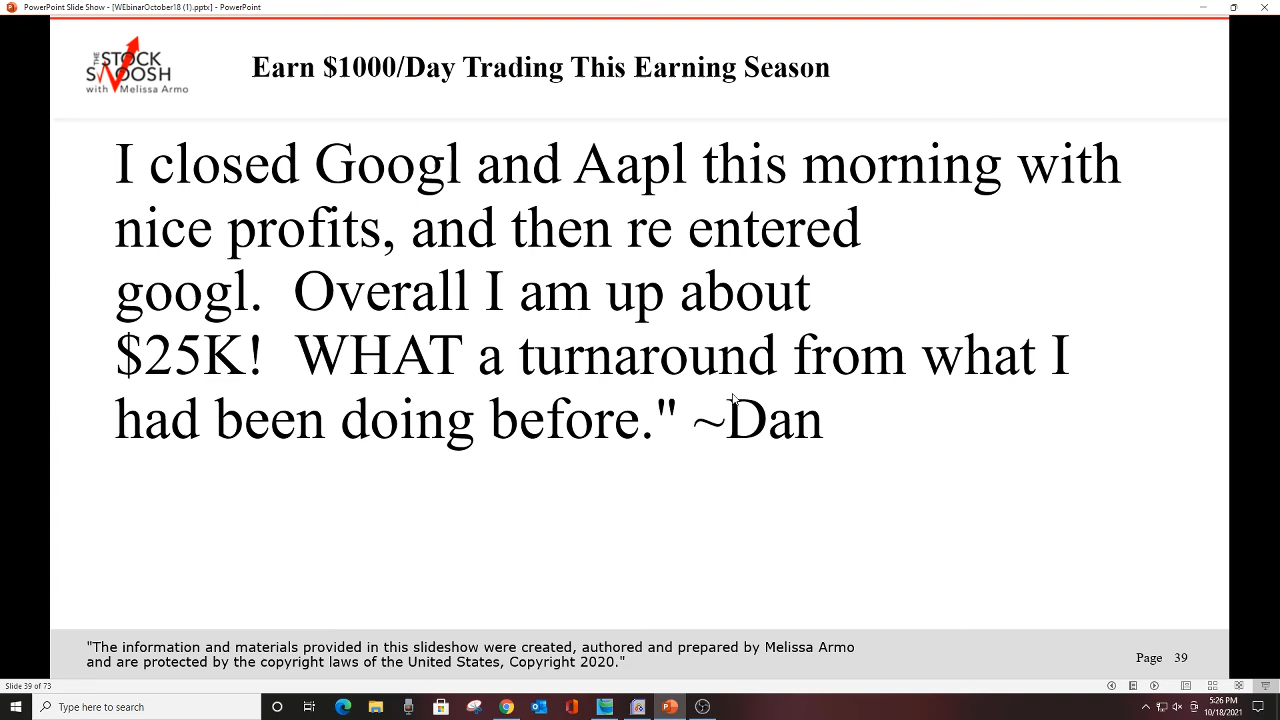 PowerPoint Slide Show - [WEbinarOctober18 (1).pptx] - PowerPoint
THE STOCK
SWOOSH
with Melissa Armo
Earn $1000/Day Trading This Earning Season
I closed Googl and Aapl this morning with
nice profits, and then re entered
googl.  Overall I am up about
$25K!  WHAT a turnaround from what I
had been doing before." ~Dan
"The information and materials provided in this slideshow were created, authored and prepared by Melissa Armo
and are protected by the copyright laws of the United States, Copyright 2020."
Page 39
Slide 39 of 73
Type here to search
5:26 PM
10/18/2021